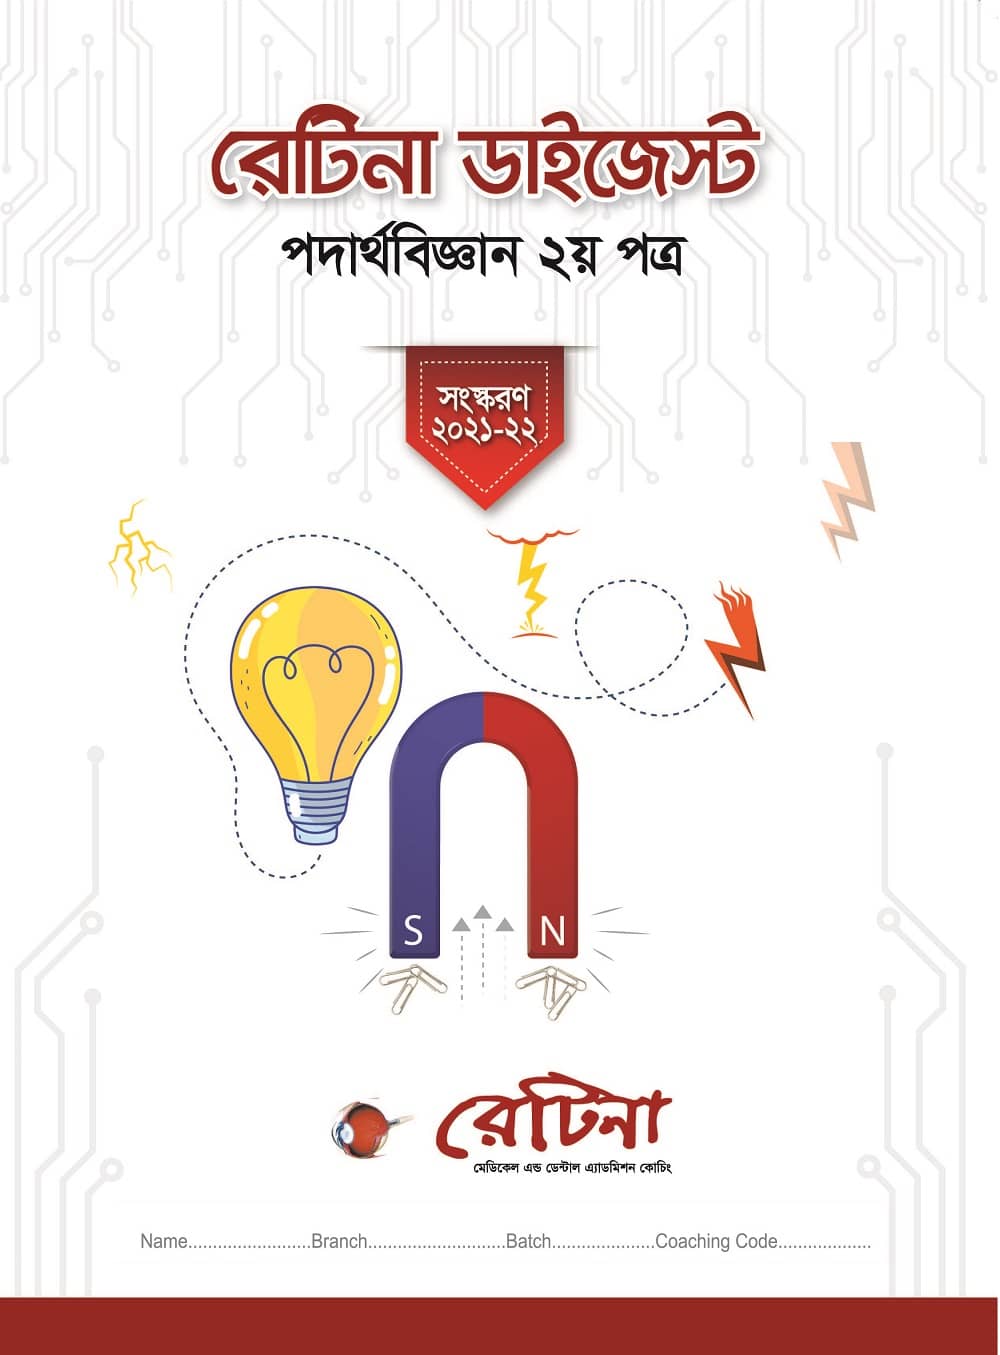 রেটিনা ডাইজেস্ট
পদার্থবিজ্ঞান ২য় পত্র
সংস্করণ
২০২১-২২
S N
রেটিনা
মেডিকেল এন্ড ডেন্টাল এ্যাডমিশন কোচিং
Name.........................Branch............................Batch.....................Coaching Code...................